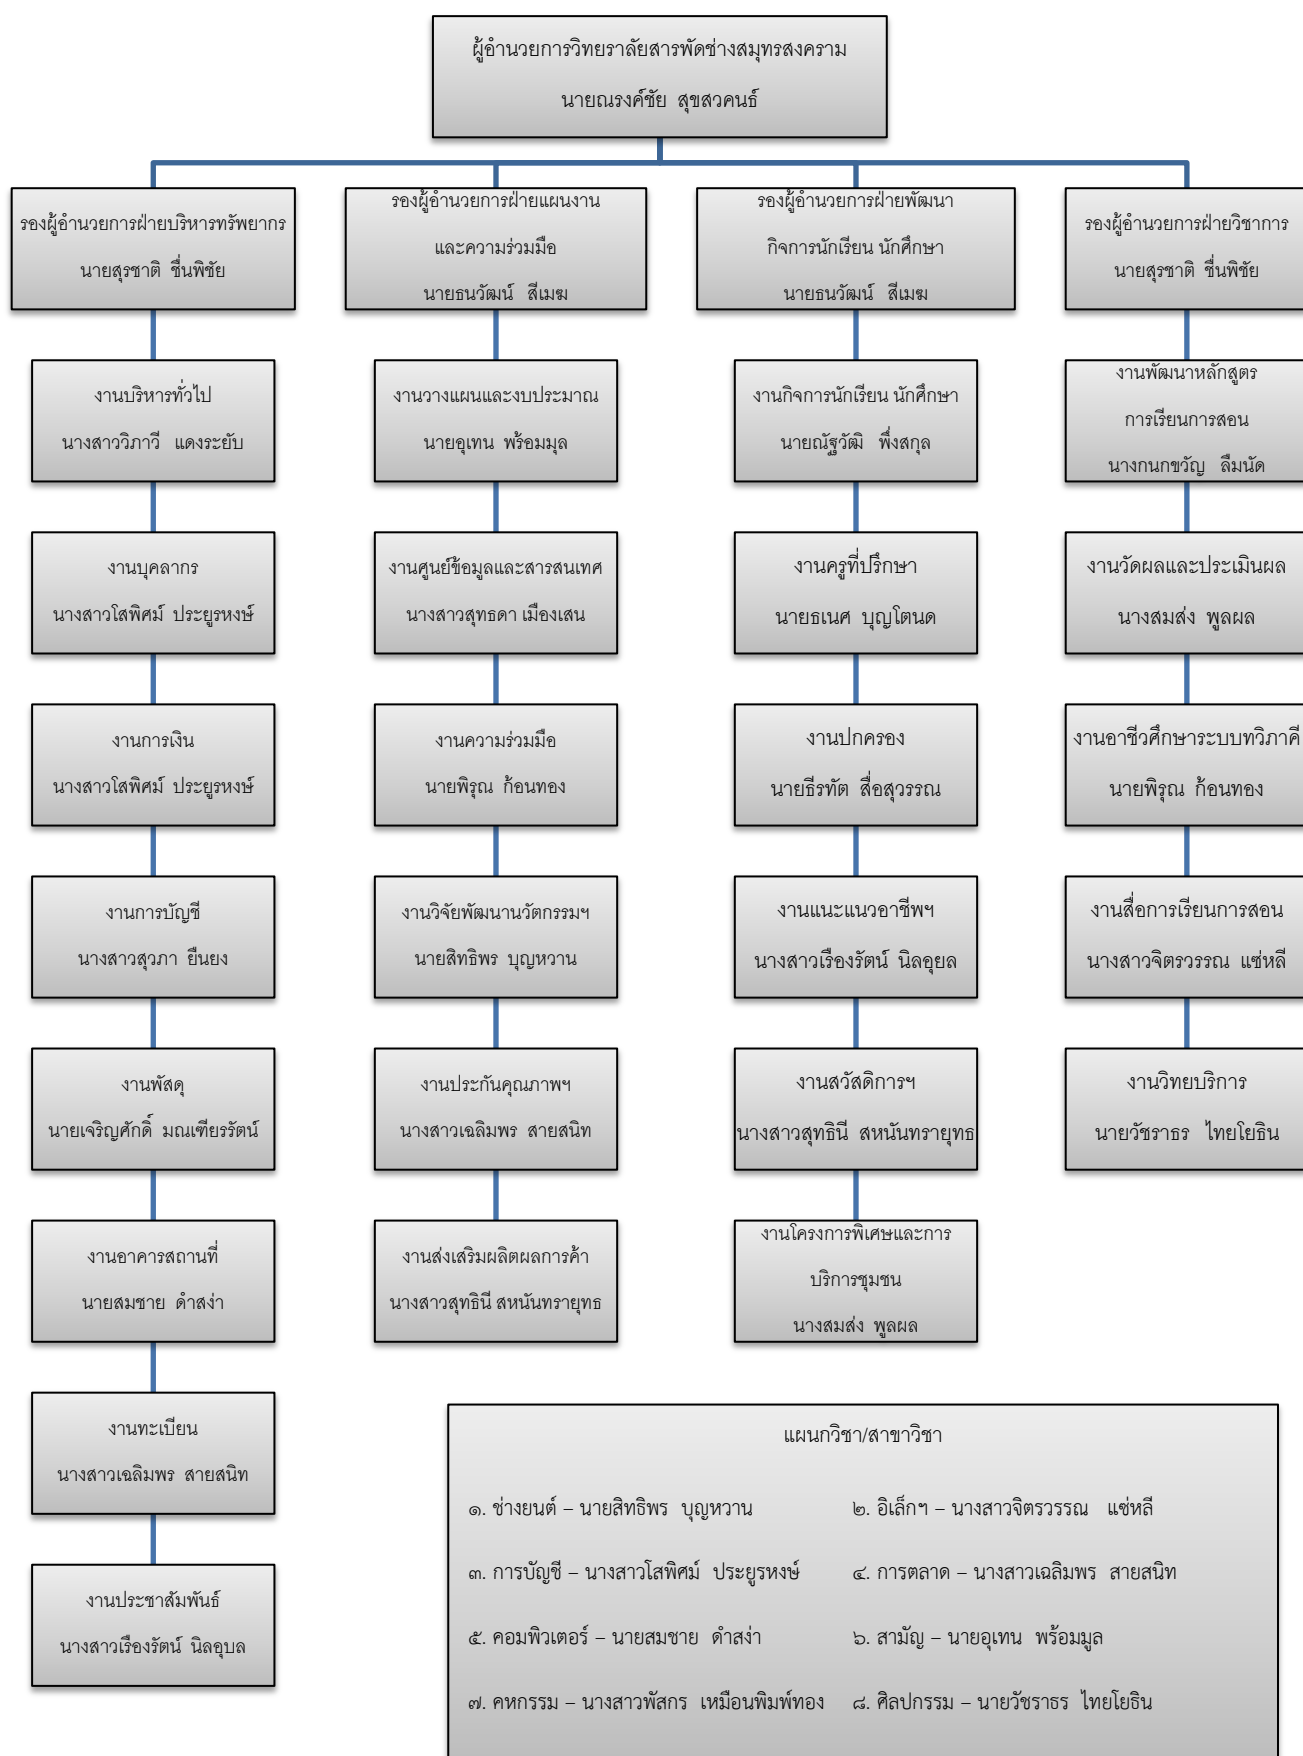 ผู้อำนวยการวิทยราลัยสารพัดช่างสมุทรสงคราม
นายณรงค์ชัย สุขสวคนธ์
รองผู้อำนวยการฝ่ายบริหารทรัพยากร
นายสุรชาติ ชื่นพิชัย
งานบริหารทั่วไป
นางสาววิภาวี แดงระยับ
งานบุคลากร
นางสาวโสพิศม์ ประยูรหงษ์
งานการเงิน
นางสาวโสพิศม์ ประยูรหงษ์
งานการบัญชี
นางสาวสุวภา ยืนยง
งานพัสดุ
นายเจริญศักดิ์ มณเฑียรรัตน์
งานอาคารสถานที่
นายสมชาย ดำสง่า
งานทะเบียน
นางสาวเฉลิมพร สายสนิท
งานประชาสัมพันธ์
นางสาวเรืองรัตน์ นิลอุบล
รองผู้อำนวยการฝ่ายแผนงาน
และความร่วมมือ
นายธนวัฒน์ สีเมฆ
งานวางแผนและงบประมาณ
นายอุเทน พร้อมมุล
งานศูนย์ข้อมูลและสารสนเทศ
นางสาวสุทธดา เมืองเสน
งานความร่วมมือ
นายพิรุณ ก้อนทอง
งานวิจัยพัฒนานวัตกรรมฯ
นายสิทธิพร บุญหวาน
งานประกันคุณภาพฯ
นางสาวเฉลิมพร สายสนิท
งานส่งเสริมผลิตผลการค้า
นางสาวสุทธินี สหนันทรายุทธ
รองผู้อำนวยการฝ่ายพัฒนา
กิจการนักเรียน นักศึกษา
นายธนวัฒน์ สีเมฆ
งานกิจการนักเรียน นักศึกษา
นายณัฐวัฒิ พึ่งสกุล
งานครูที่ปรึกษา
นายธเนศ บุญโตนด
งานปกครอง
นายธีรทัต สื่อสุวรรณ
งานแนะแนวอาชีพฯ
นางสาวเรืองรัตน์ นิลอุยล
งานสวัสดิการฯ
นางสาวสุทธินี สหนันทรายุทธ
งานโครงการพิเศษและการ
บริการชุมชน
นางสมส่ง พูลผล
รองผู้อำนวยการฝ่ายวิชาการ
นายสุรชาติ ชื่นพิชัย
งานพัฒนาหลักสูตร
การเรียนการสอน
นางกนกขวัญ ลืมนัด
งานวัดผลและประเมินผล
นางสมส่ง พูลผล
งานอาชีวศึกษาระบบทวิภาคี
นายพิรุณ ก้อนทอง
งานสื่อการเรียนการสอน
นางสาวจิตรวรรณ แซ่หลี
งานวิทยบริการ
นายวัชราธร ไทยโยธิน
แผนกวิชา/สาขาวิชา
๑. ช่างยนต์ – นายสิทธิพร บุญหวาน ๒. อิเล็กฯ – นางสาวจิตรวรรณ แซ่หลี
๓. การบัญชี – นางสาวโสพิศม์ ประยูรหงษ์ ๔. การตลาด – นางสาวเฉลิมพร สายสนิท
๕. คอมพิวเตอร์ – นายสมชาย ดำสง่า ๖. สามัญ – นายอุเทน พร้อมมูล
๗. คหกรรม – นางสาวพัสกร เหมือนพิมพ์ทอง ๘. ศิลปกรรม – นายวัชราธร ไทยโยธิน